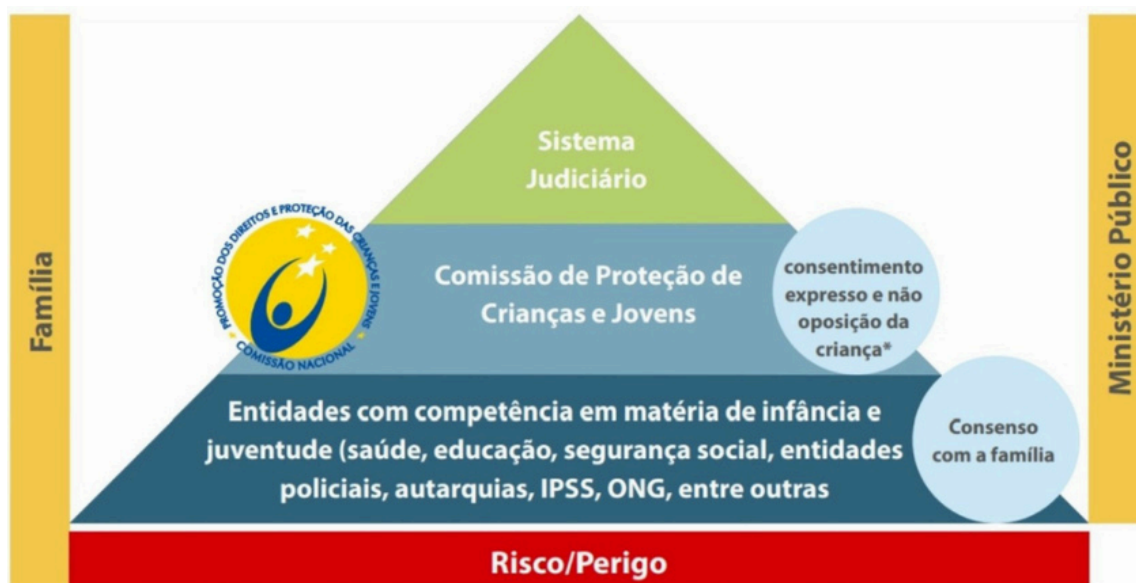 Família
Sistema
Judiciário
PROMOÇÃO DOS DIREITOS E PROTEÇÃO DAS CRIANÇAS E JOVENS
COMISSÃO NACIONAL
Comissão de Proteção de
Crianças e Jovens
consentimento
expresso e não
oposição da
criança*
Entidades com competência em matéria de infância e
juventude (saúde, educação, segurança social, entidades
policiais, autarquias, IPSS, ONG, entre outras
Consenso
com a família
Ministério Público
Risco/Perigo